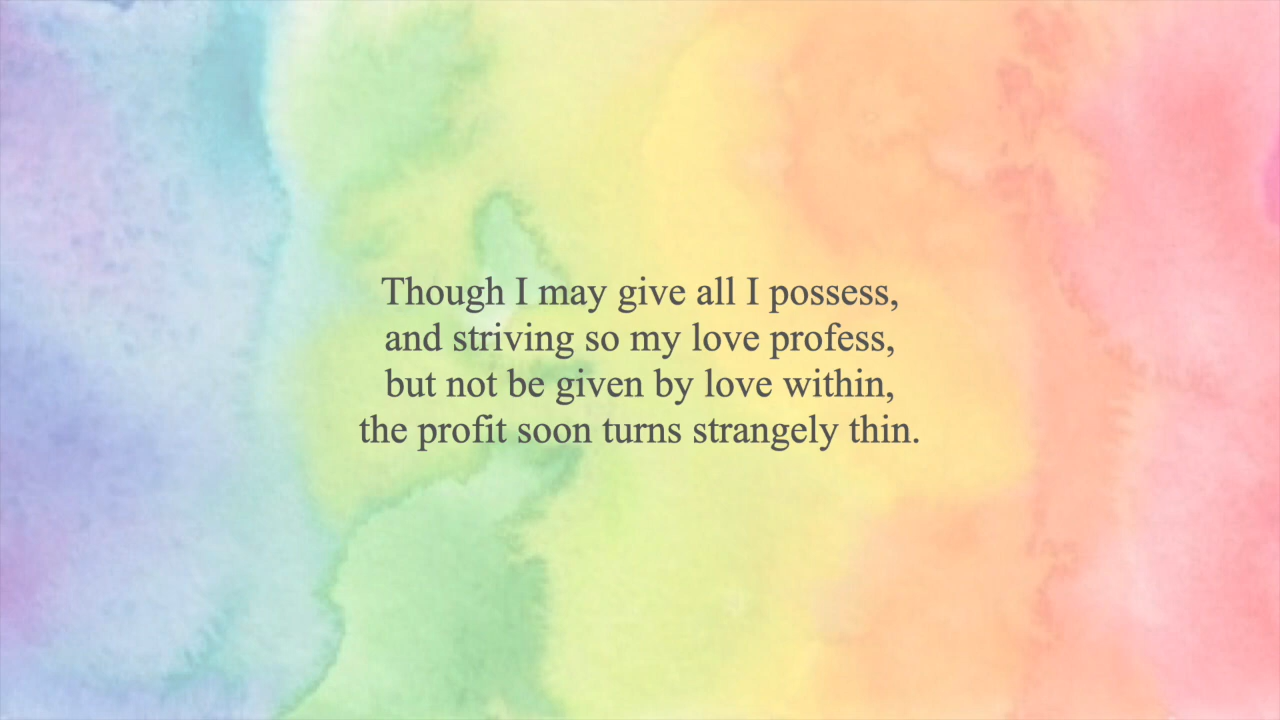 Though I may give all I possess,
and striving so my love profess,
but not be given by love within,
the profit soon turns strangely thin.